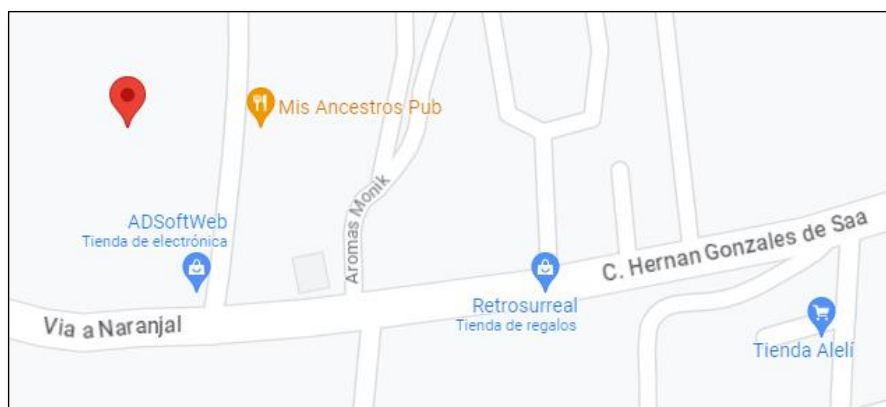 Mis Ancestros Pub
ADSoftWeb
Tienda de electrónica
Aromas Monik
C. Hernan Gonzales de Saa
Retrosurreal
Tienda de regalos
Via a Naranjal
Tienda Alelí